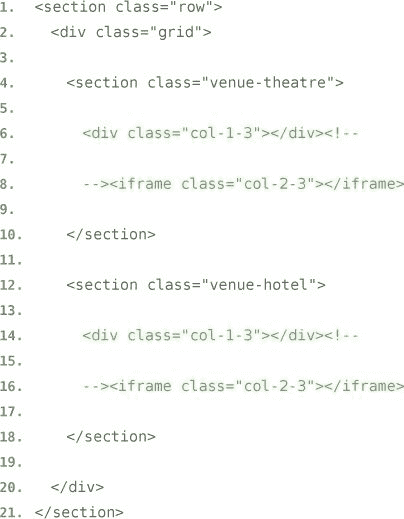 1. <section class="row">
2. <div class="grid">
3.
4. <section class="venue-theatre">
5.
6. <div class="col-1-3"></div><!--
7.
8. --><iframe class="col-2-3"></iframe>
9.
10. </section>
11.
12. <section class="venue-hotel">
13.
14. <div class="col-1-3"></div><!--
15.
16. --><iframe class="col-2-3"></iframe>
17.
18. </section>
19.
20. </div>
21. </section>